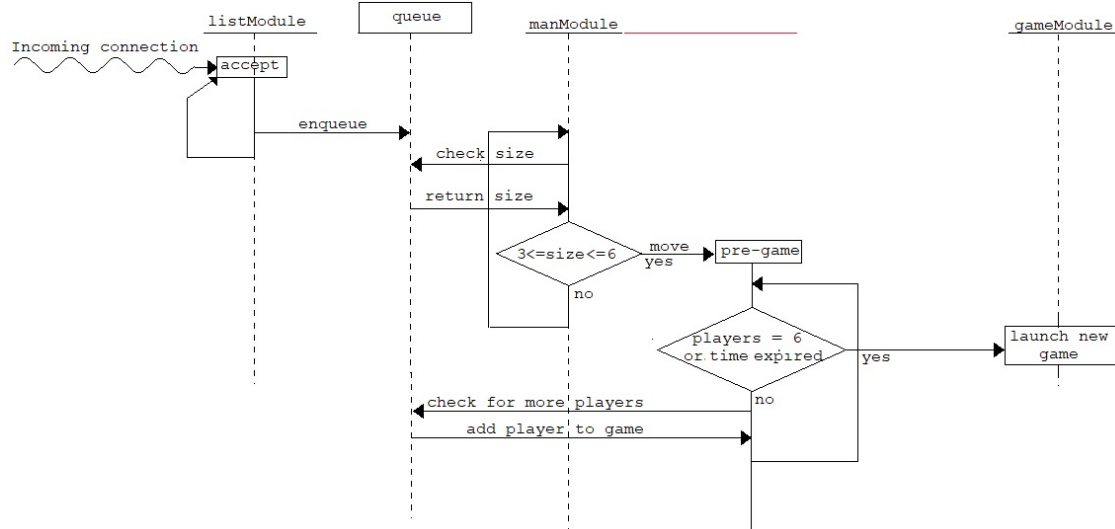 listModule
queue
manModule
gameModule
Incoming connection
accept
enqueue
check size
return size
3<=size<=6
move
yes
pre-game
no
players = 6
or time expired
yes
launch new
game
no
check for more players
add player to game